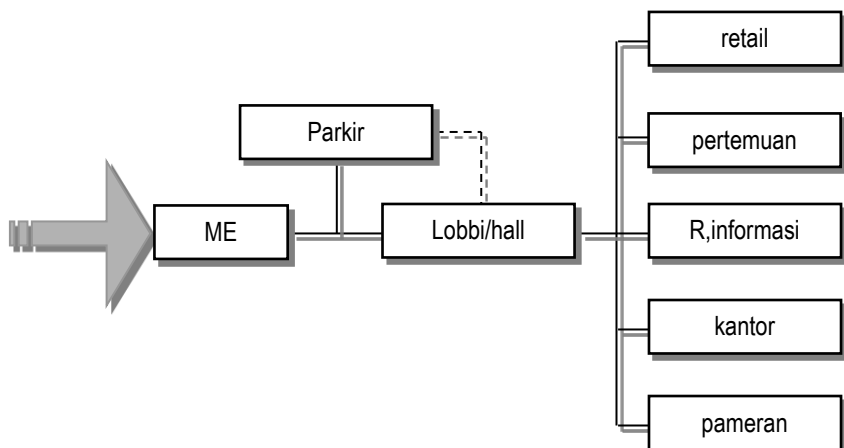 retail
Parkir
pertemuan
ME
Lobbi/hall
R,informasi
kantor
pameran